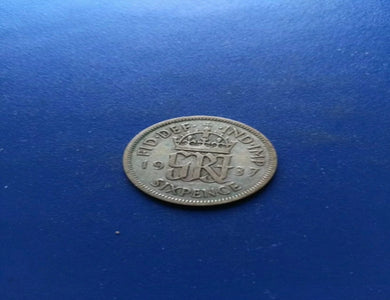 FID·DEF· IND·IMP
19 37
GRI
SIXPENCE